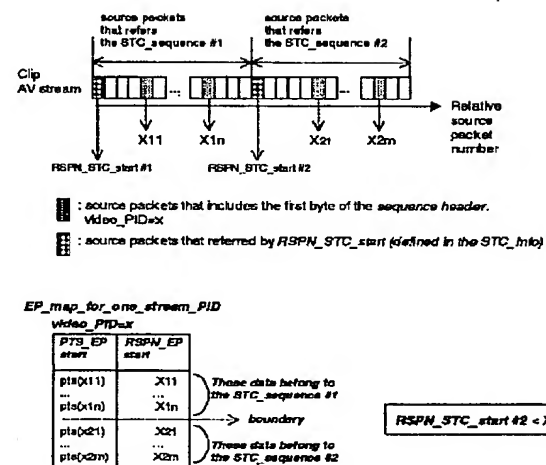 source packets
that refers
the STC_sequence #1
source packets
that refers
the STC_sequence #2
Clip
AV stream
...
...
Relative
source
packet
number
X11
X1n
X21
X2m
RSPN_STC_start #1
RSPN_STC_start #2
: source packets that includes the first byte of the sequence header.
Video_PID=x
: source packets that referred by RSPN_STC_start (defined in the STC_Info)
EP_map_for_one_stream_PID
video_PID=x
PTS_EP start
RSPN_EP start
pts(x11) X11
... ...
pts(x1n) X1n
These data belong to
the STC_sequence #1
boundary
pts(x21) X21
... ...
pts(x2m) X2m
These data belong to
the STC_sequence #2
RSPN_STC_start #2 <